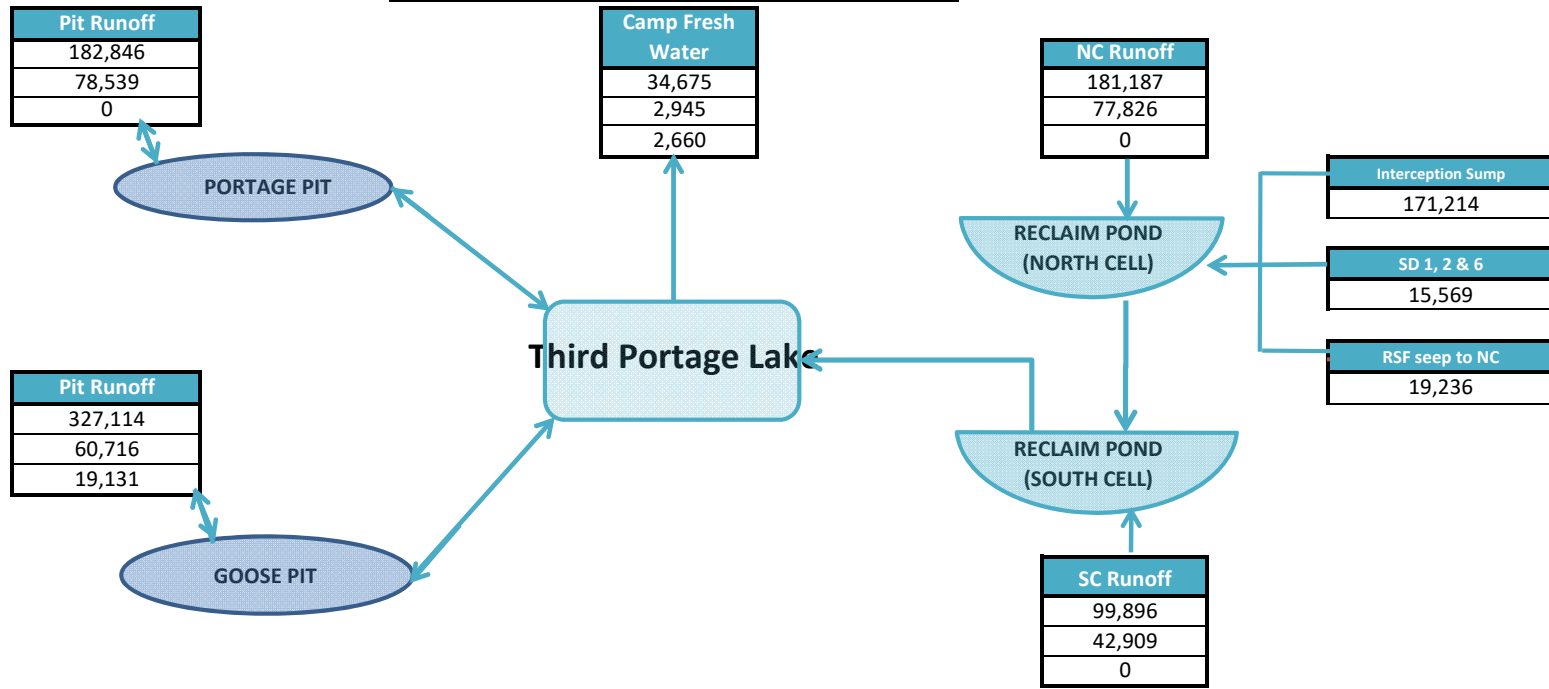 Pit Runoff
182,846
78,539
0
Camp Fresh
Water
34,675
2,945
2,660
NC Runoff
181,187
77,826
0
PORTAGE PIT
Interception Sump
171,214
RECLAIM POND
(NORTH CELL)
SD 1, 2 & 6
15,569
Third Portage Lake
RSF seep to NC
19,236
Pit Runoff
327,114
60,716
19,131
RECLAIM POND
(SOUTH CELL)
GOOSE PIT
SC Runoff
99,896
42,909
0